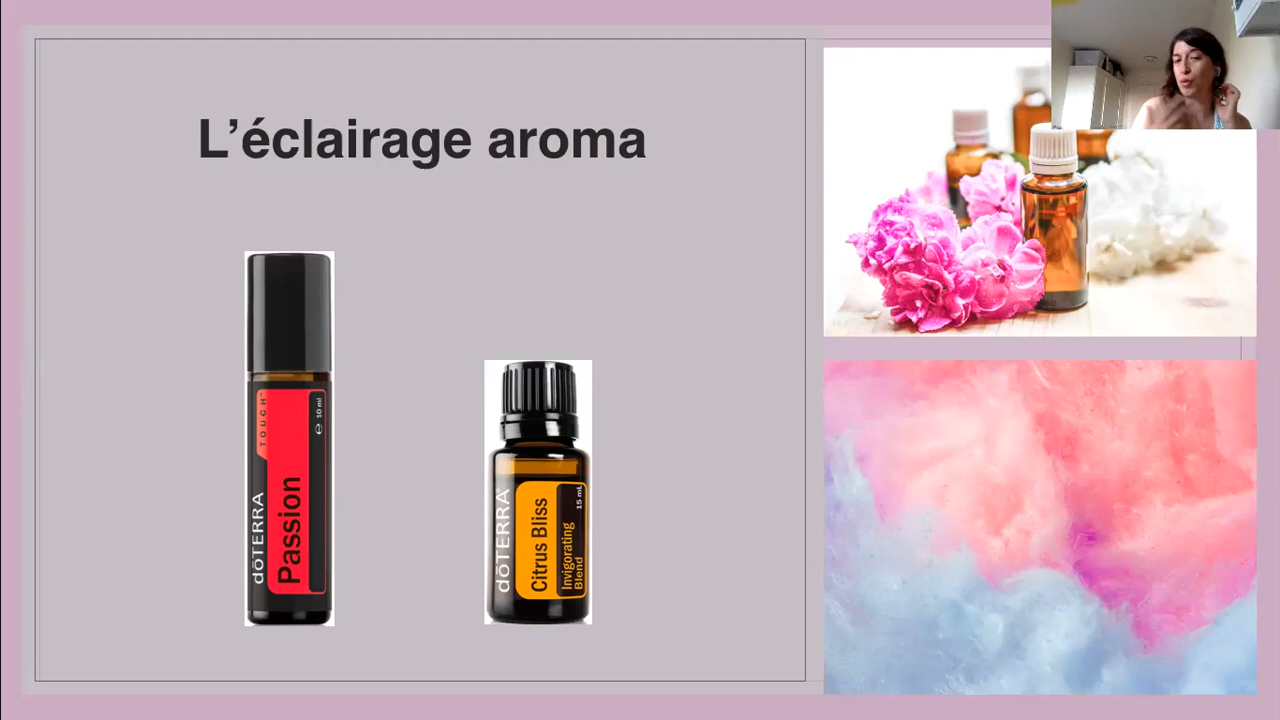 L’éclairage aroma
dōTERRA
Passion
TOUCH
℮ 10 ml
dōTERRA
Citrus Bliss
Invigorating
Blend
15 mL